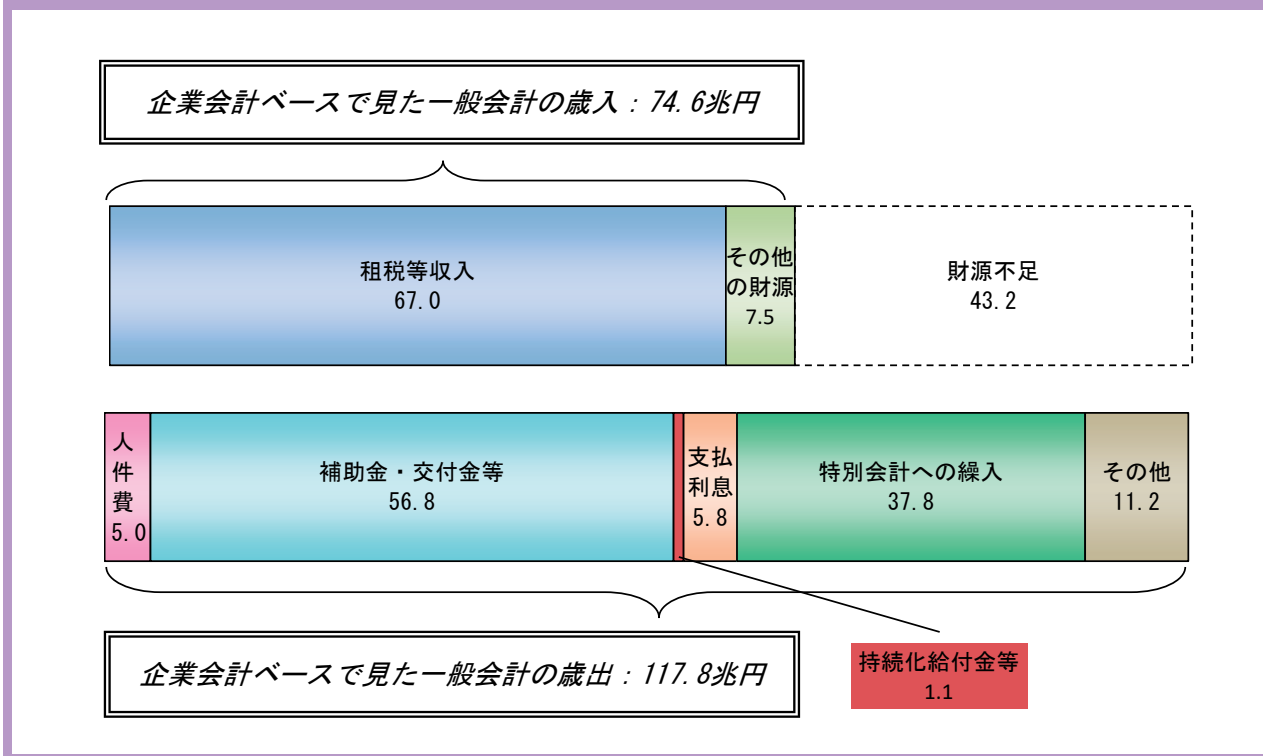 企業会計ベースで見た一般会計の歳入:74.6兆円
租税等収入
67.0
その他
の財源
7.5
財源不足
43.2
人
件
費
5.0
補助金・交付金等
56.8
支払
利息
5.8
特別会計への繰入
37.8
その他
11.2
企業会計ベースで見た一般会計の歳出:117.8兆円
持続化給付金等
1.1